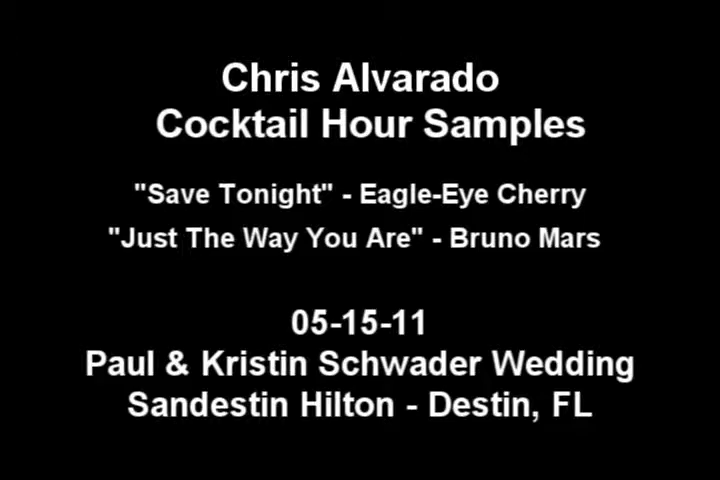 Chris Alvarado
Cocktail Hour Samples
"Save Tonight" - Eagle-Eye Cherry
"Just The Way You Are" - Bruno Mars
05-15-11
Paul & Kristin Schwader Wedding
Sandestin Hilton - Destin, FL